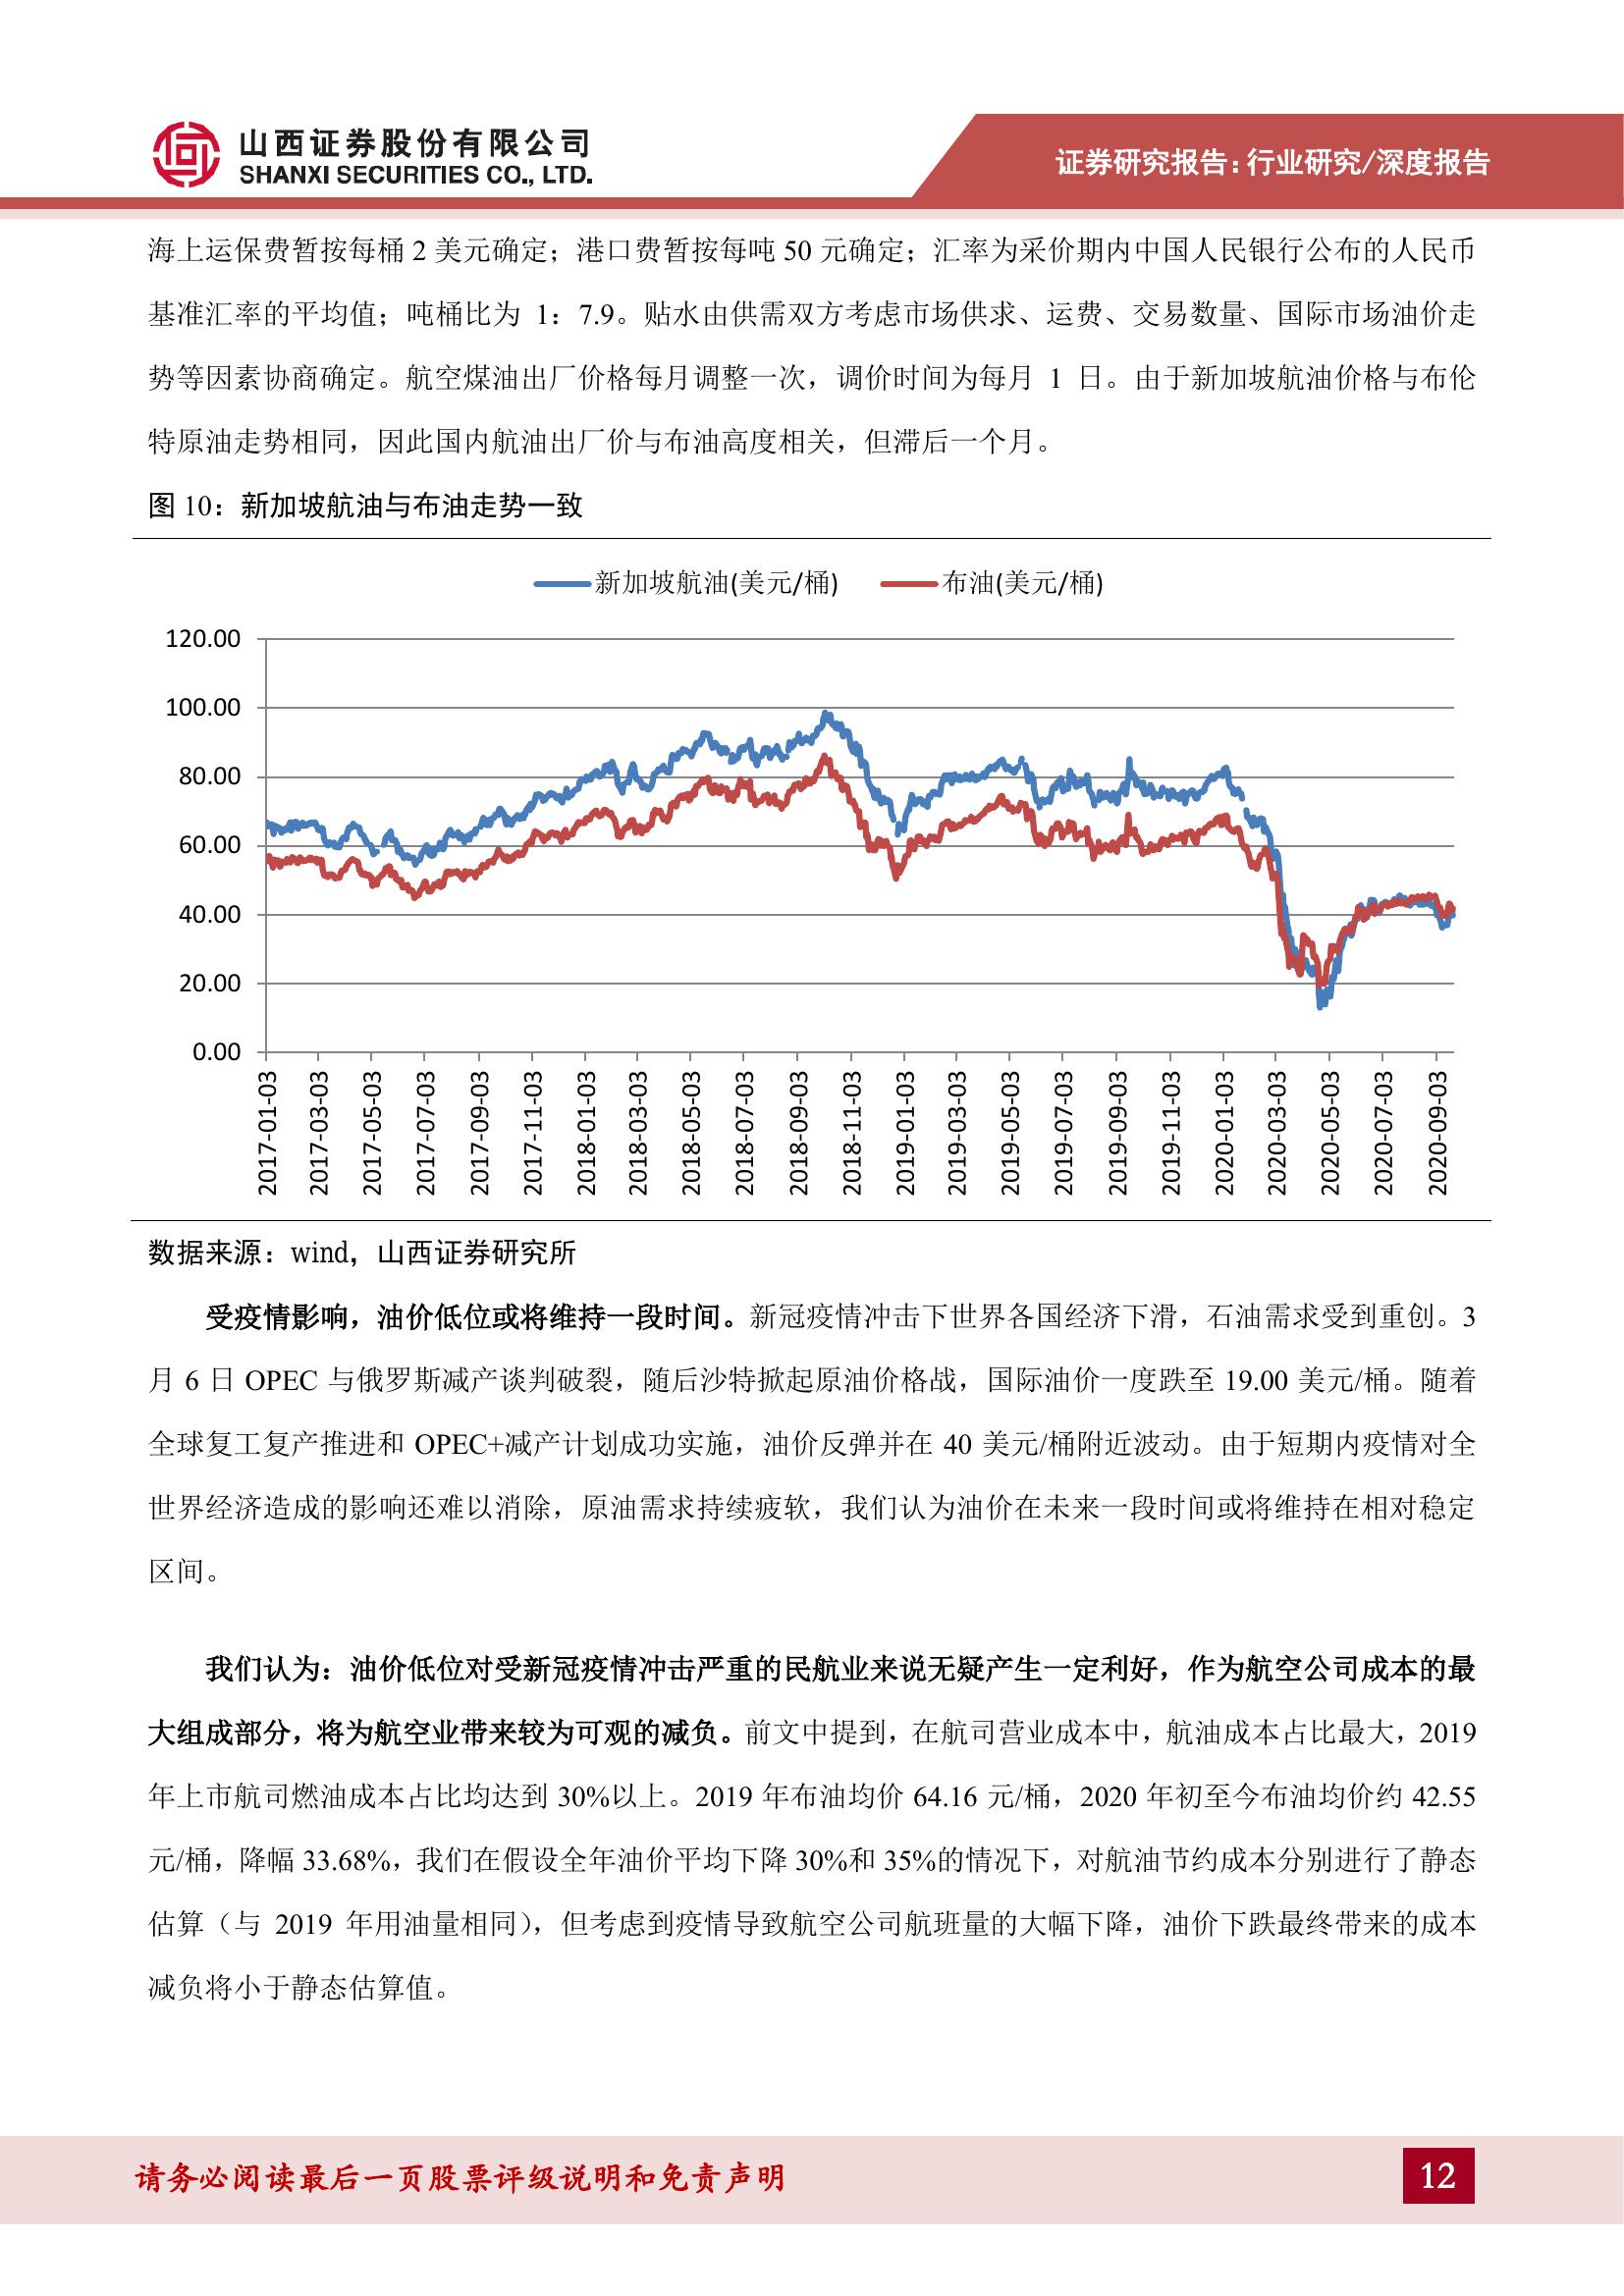 山西证券股份有限公司
SHANXI SECURITIES CO., LTD.
证券研究报告：行业研究/深度报告
海上运保费暂按每桶 2 美元确定；港口费暂按每吨 50 元确定；汇率为采价期内中国人民银行公布的人民币
基准汇率的平均值；吨桶比为 1：7.9。贴水由供需双方考虑市场供求、运费、交易数量、国际市场油价走
势等因素协商确定。航空煤油出厂价格每月调整一次，调价时间为每月 1 日。由于新加坡航油价格与布伦
特原油走势相同，因此国内航油出厂价与布油高度相关，但滞后一个月。
图 10：新加坡航油与布油走势一致
新加坡航油(美元/桶) 布油(美元/桶)
120.00
100.00
80.00
60.00
40.00
20.00
0.00
2017-01-03
2017-03-03
2017-05-03
2017-07-03
2017-09-03
2017-11-03
2018-01-03
2018-03-03
2018-05-03
2018-07-03
2018-09-03
2018-11-03
2019-01-03
2019-03-03
2019-05-03
2019-07-03
2019-09-03
2019-11-03
2020-01-03
2020-03-03
2020-05-03
2020-07-03
2020-09-03
数据来源：wind，山西证券研究所
受疫情影响，油价低位或将维持一段时间。新冠疫情冲击下世界各国经济下滑，石油需求受到重创。3
月 6 日 OPEC 与俄罗斯减产谈判破裂，随后沙特掀起原油价格战，国际油价一度跌至 19.00 美元/桶。随着
全球复工复产推进和 OPEC+减产计划成功实施，油价反弹并在 40 美元/桶附近波动。由于短期内疫情对全
世界经济造成的影响还难以消除，原油需求持续疲软，我们认为油价在未来一段时间或将维持在相对稳定
区间。
我们认为：油价低位对受新冠疫情冲击严重的民航业来说无疑产生一定利好，作为航空公司成本的最
大组成部分，将为航空业带来较为可观的减负。前文中提到，在航司营业成本中，航油成本占比最大，2019
年上市航司燃油成本占比均达到 30%以上。2019 年布油均价 64.16 元/桶，2020 年初至今布油均价约 42.55
元/桶，降幅 33.68%，我们在假设全年油价平均下降 30%和 35%的情况下，对航油节约成本分别进行了静态
估算（与 2019 年用油量相同），但考虑到疫情导致航空公司航班量的大幅下降，油价下跌最终带来的成本
减负将小于静态估算值。
请务必阅读最后一页股票评级说明和免责声明
12